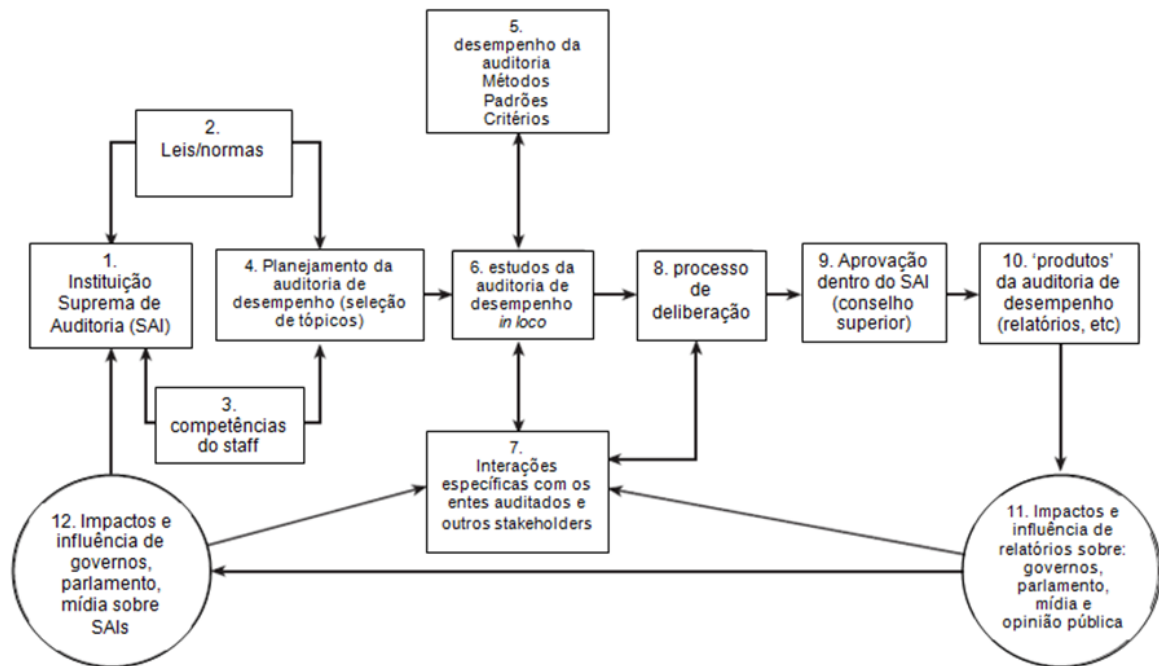 5.
desempenho da
auditoria
Métodos
Padrões
Critérios
2.
Leis/normas
1.
Instituição
Suprema de
Auditoria (SAI)
4. Planejamento da
auditoria de
desempenho (seleção
de tópicos)
6. estudos da
auditoria de
desempenho
in loco
8. processo
de
deliberação
9. Aprovação
dentro do SAI
(conselho
superior)
10. ‘produtos’
da auditoria de
desempenho
(relatórios, etc)
3.
competências
do staff
7.
Interações
específicas com os
entes auditados e
outros stakeholders
12. Impactos e
influência de
governos,
parlamento,
mídia sobre
SAIs
11. Impactos e
influência de
relatórios sobre:
governos,
parlamento,
mídia e
opinião pública